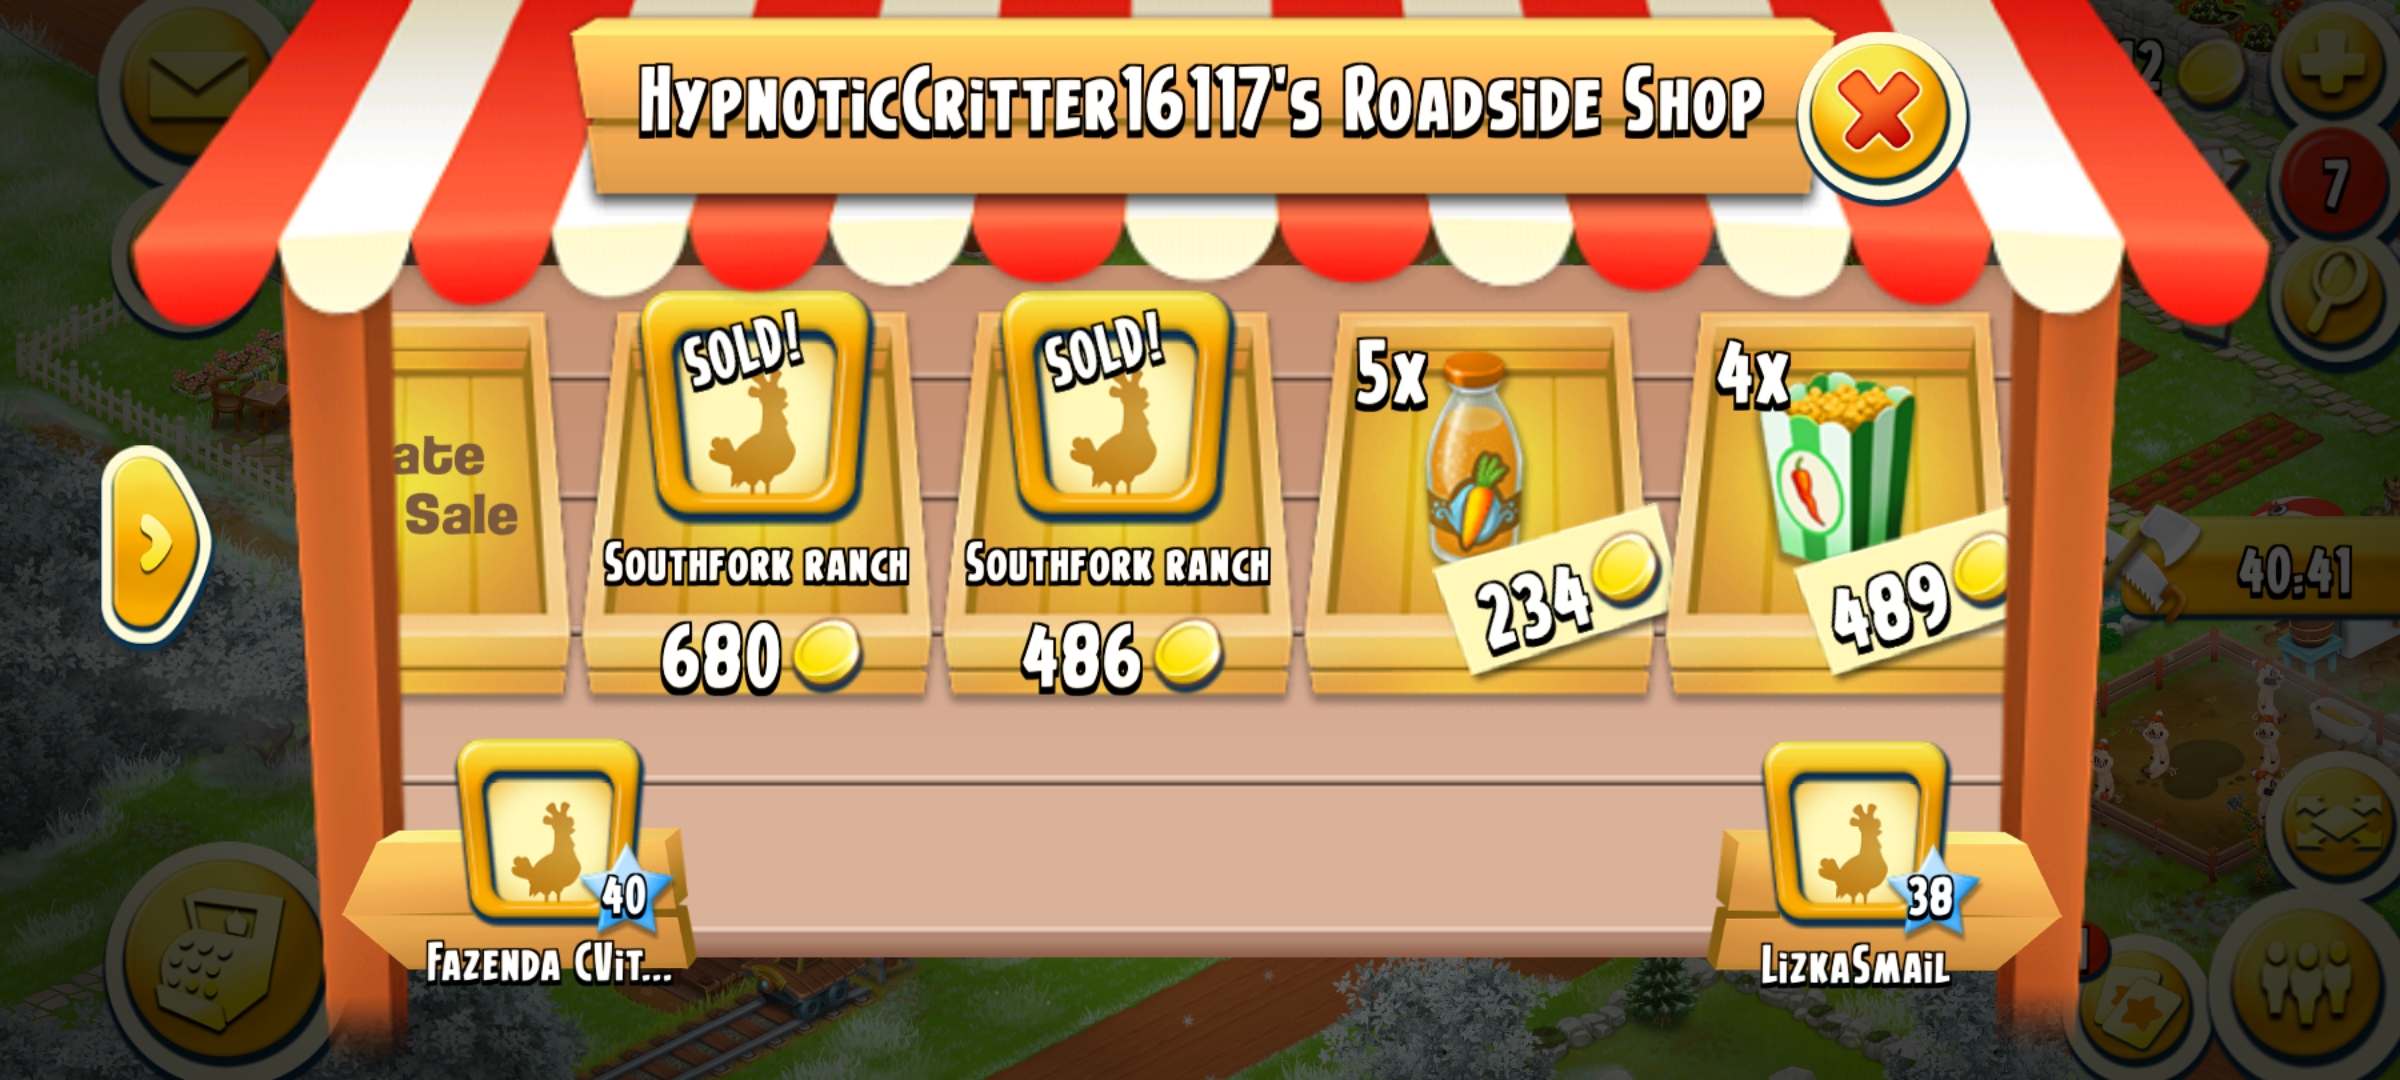 HypnoticCritter16117's Roadside Shop
7
ate
Sale
SOLD!
Southfork ranch
680
SOLD!
Southfork ranch
486
5x
234
4x
489
40:41
40
Fazenda CVit...
38
LizkaSmail